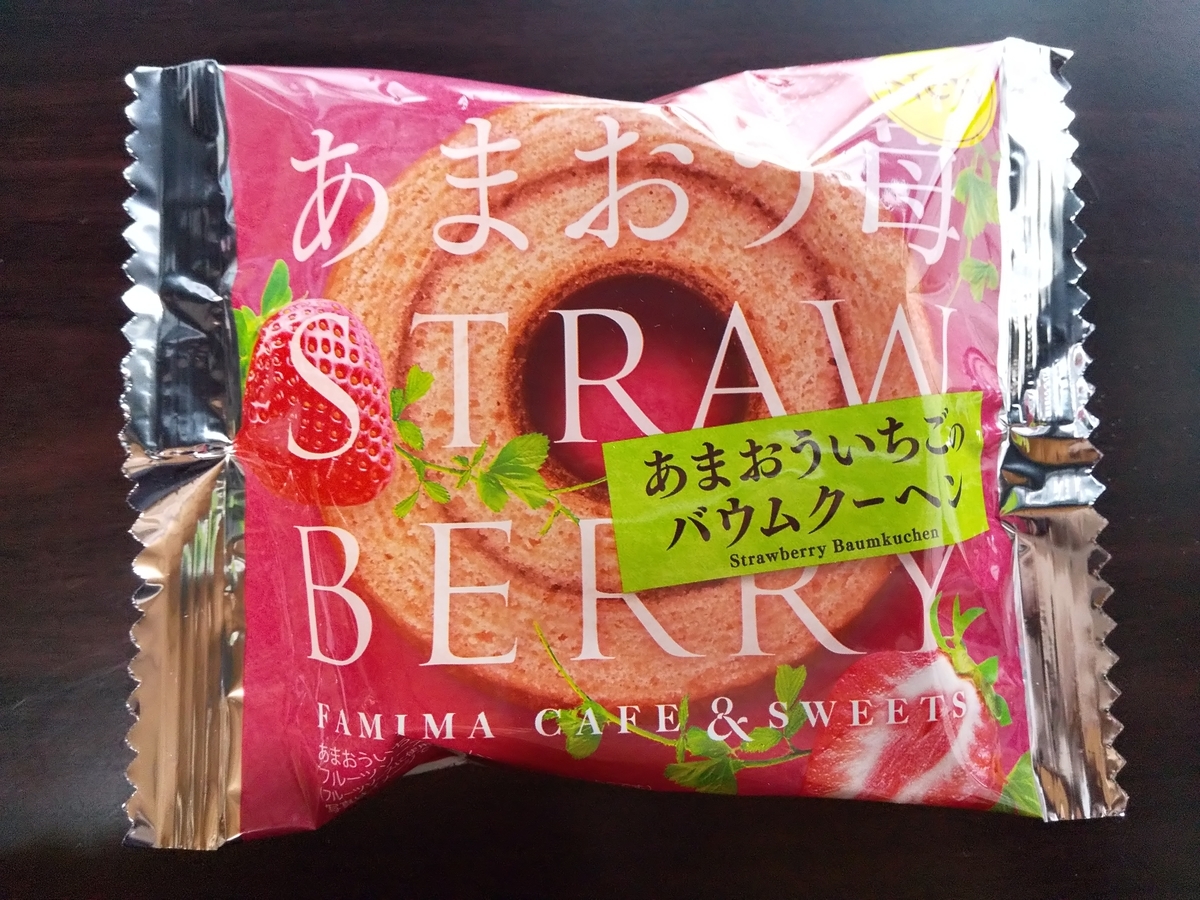 あまおう苺
STRAW
あまおういちごの
バウムクーヘン
Strawberry Baumkuchen
BERRY
FAMIMA CAFÉ & SWEETS